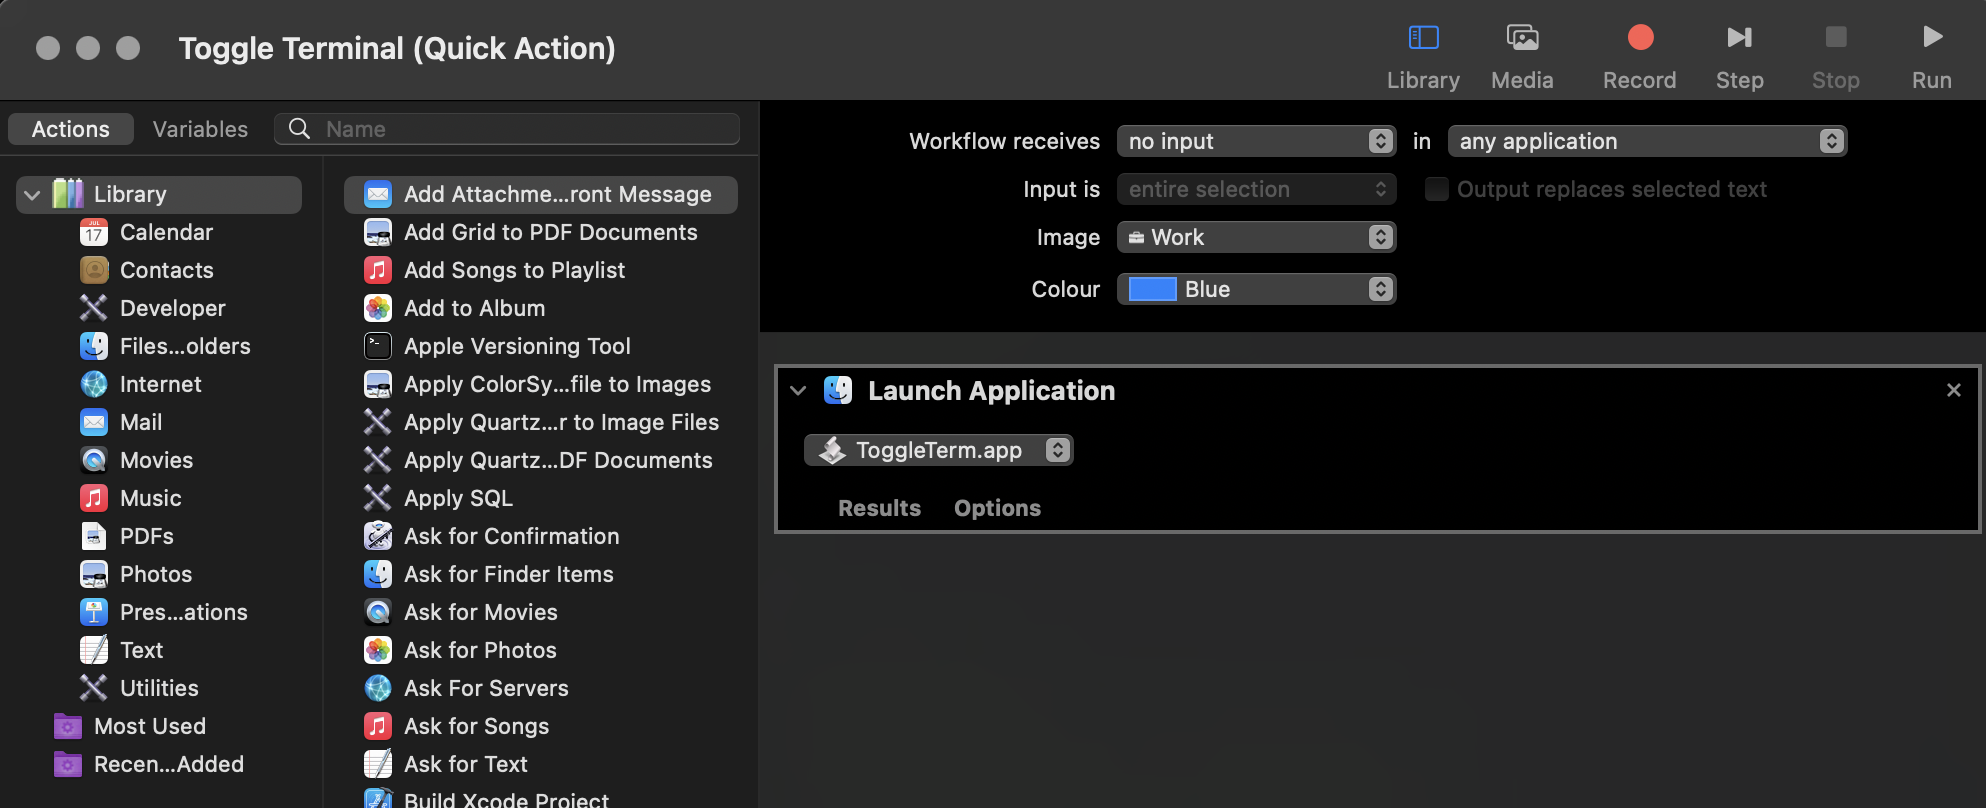 Toggle Terminal (Quick Action)
Library
Media
Record
Step
Stop
Run
Actions
Variables
Name
Library
JUL
17
Calendar
Contacts
Developer
Files...olders
Internet
Mail
Movies
Music
PDFs
Photos
Pres...ations
Text
Utilities
Most Used
Recen...Added
Add Attachme...ront Message
Add Grid to PDF Documents
Add Songs to Playlist
Add to Album
Apple Versioning Tool
Apply ColorSy...file to Images
Apply Quartz...r to Image Files
Apply Quartz...DF Documents
Apply SQL
Ask for Confirmation
Ask for Finder Items
Ask for Movies
Ask for Photos
Ask For Servers
Ask for Songs
Ask for Text
Build Xcode Project
Workflow receives no input in any application
Input is entire selection Output replaces selected text
Image Work
Colour Blue
Launch Application
ToggleTerm.app
Results Options